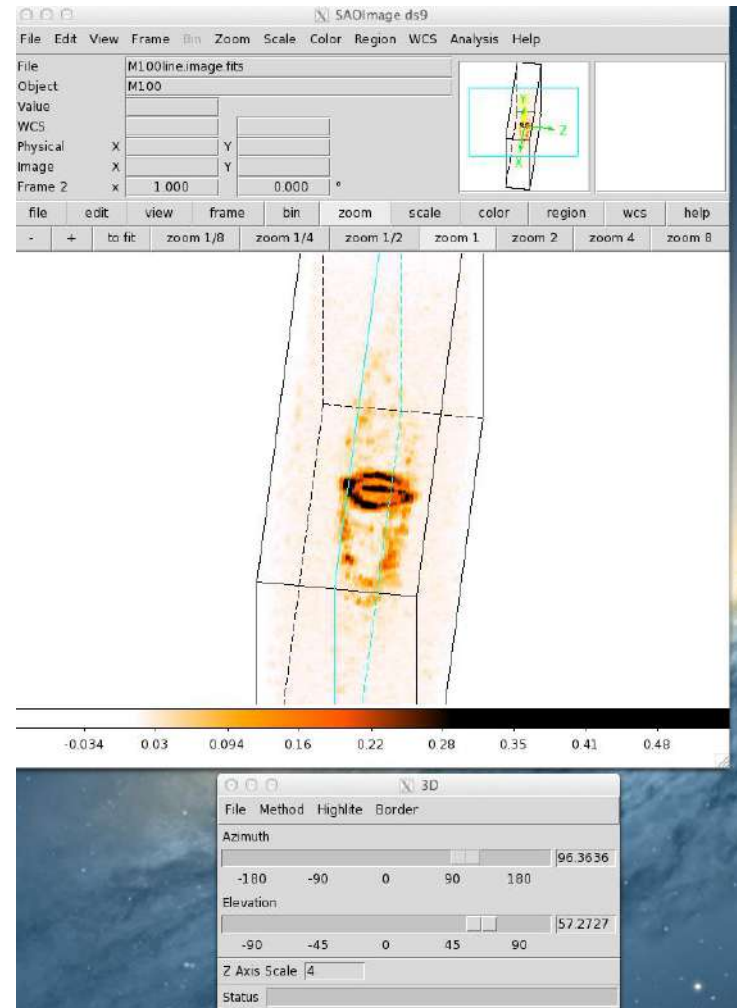 SAOImage ds9
File Edit View Frame Bin Zoom Scale Color Region WCS Analysis Help
File M100line.image.fits
Object M100
Value
WCS
Physical X Y
Image X Y
Frame 2 x 1.000 0.000 °
file edit view frame bin zoom scale color region wcs help
- + to fit zoom 1/8 zoom 1/4 zoom 1/2 zoom 1 zoom 2 zoom 4 zoom 8
Y
Z
X
-0.034 0.03 0.094 0.16 0.22 0.28 0.35 0.41 0.48
3D
File Method Highlite Border
Azimuth
96.3636
-180 -90 0 90 180
Elevation
57.2727
-90 -45 0 45 90
Z Axis Scale 4
Status